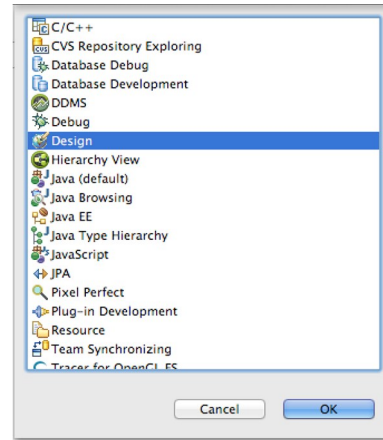 C/C++
CVS Repository Exploring
Database Debug
Database Development
DDMS
Debug
Design
Hierarchy View
Java (default)
Java Browsing
Java EE
Java Type Hierarchy
JavaScript
JPA
Pixel Perfect
Plug-in Development
Resource
Team Synchronizing
Tracer for OpenGL ES
Cancel OK